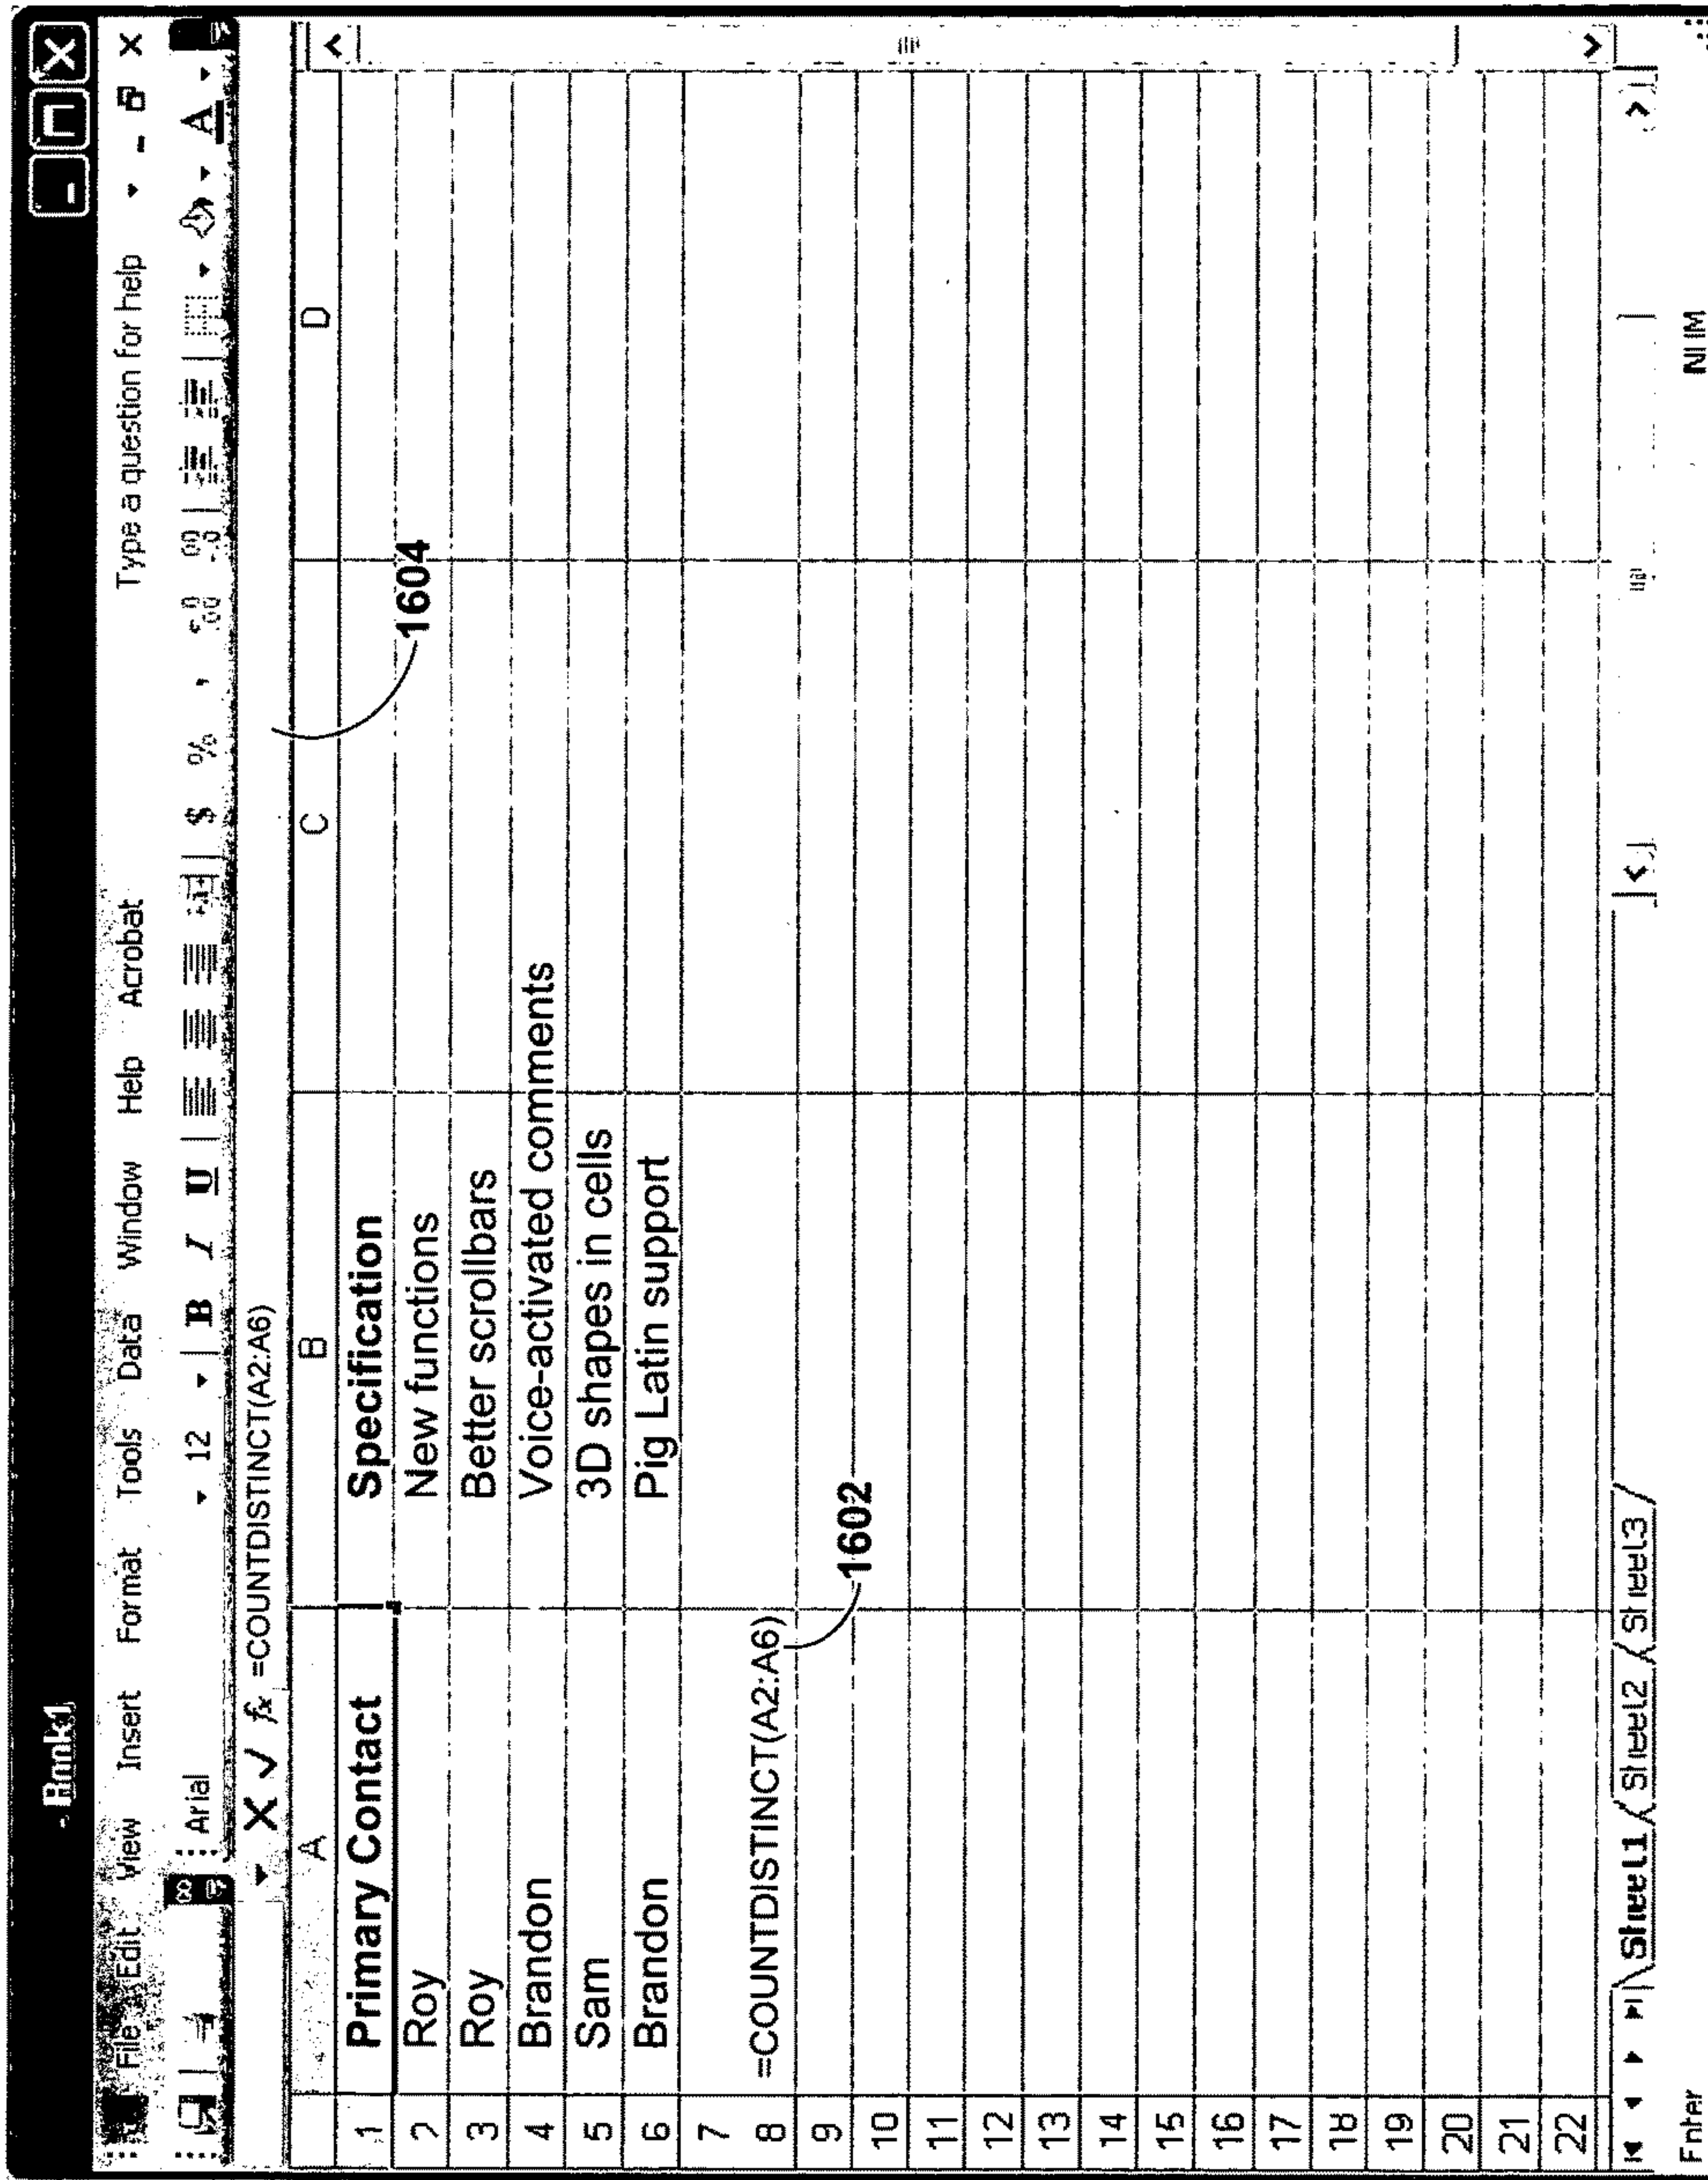 - Book1
File Edit View Insert Format Tools Data Window Help Acrobat Type a question for help
Arial 12 B I U $ % , .00 .00
=COUNTDISTINCT(A2:A6)
A B C D
1604
1 Primary Contact Specification
2 Roy New functions
3 Roy Better scrollbars
4 Brandon Voice-activated comments
5 Sam 3D shapes in cells
6 Brandon Pig Latin support
7
8 =COUNTDISTINCT(A2:A6)
1602
9
10
11
12
13
14
15
16
17
18
19
20
21
22
Sheet1 Sheet2 Sheet3
Enter NUM